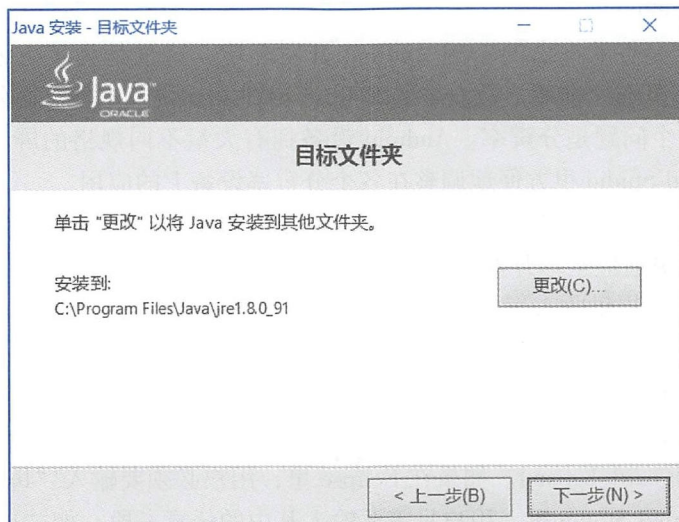 Java 安装 - 目标文件夹
Java™
ORACLE
目标文件夹
单击 "更改" 以将 Java 安装到其他文件夹。
安装到:
更改(C)...
C:\Program Files\Java\jre1.8.0_91
< 上一步(B)
下一步(N) >